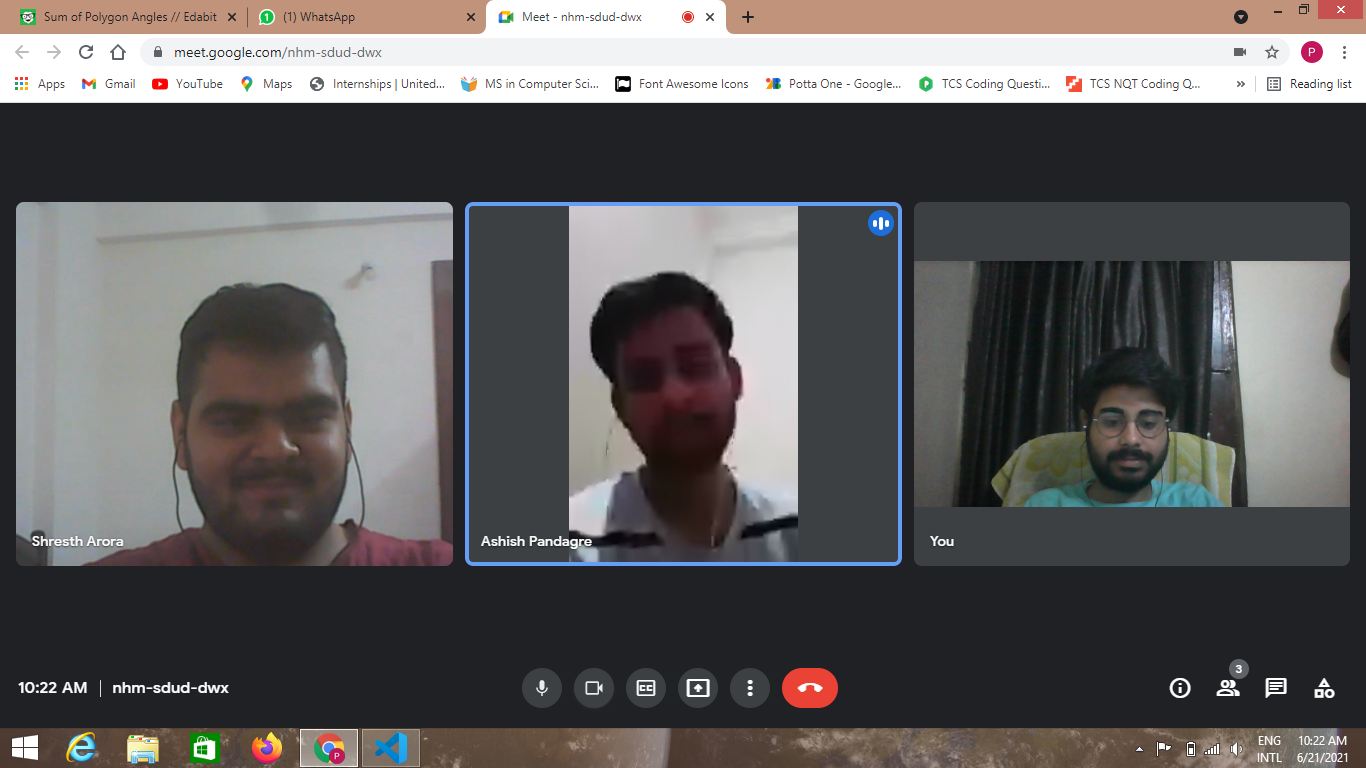 Sum of Polygon Angles // Edabit
(1) WhatsApp
1
Meet - nhm-sdud-dwx
meet.google.com/nhm-sdud-dwx
P
Apps
Gmail
YouTube
Maps
Internships | United...
MS in Computer Sci...
Font Awesome Icons
Potta One - Google...
TCS Coding Questi...
TCS NQT Coding Q...
»
Reading list
Shresth Arora
Ashish Pandagre
You
10:22 AM | nhm-sdud-dwx
CC
3
P
ENG 10:22 AM
INTL 6/21/2021